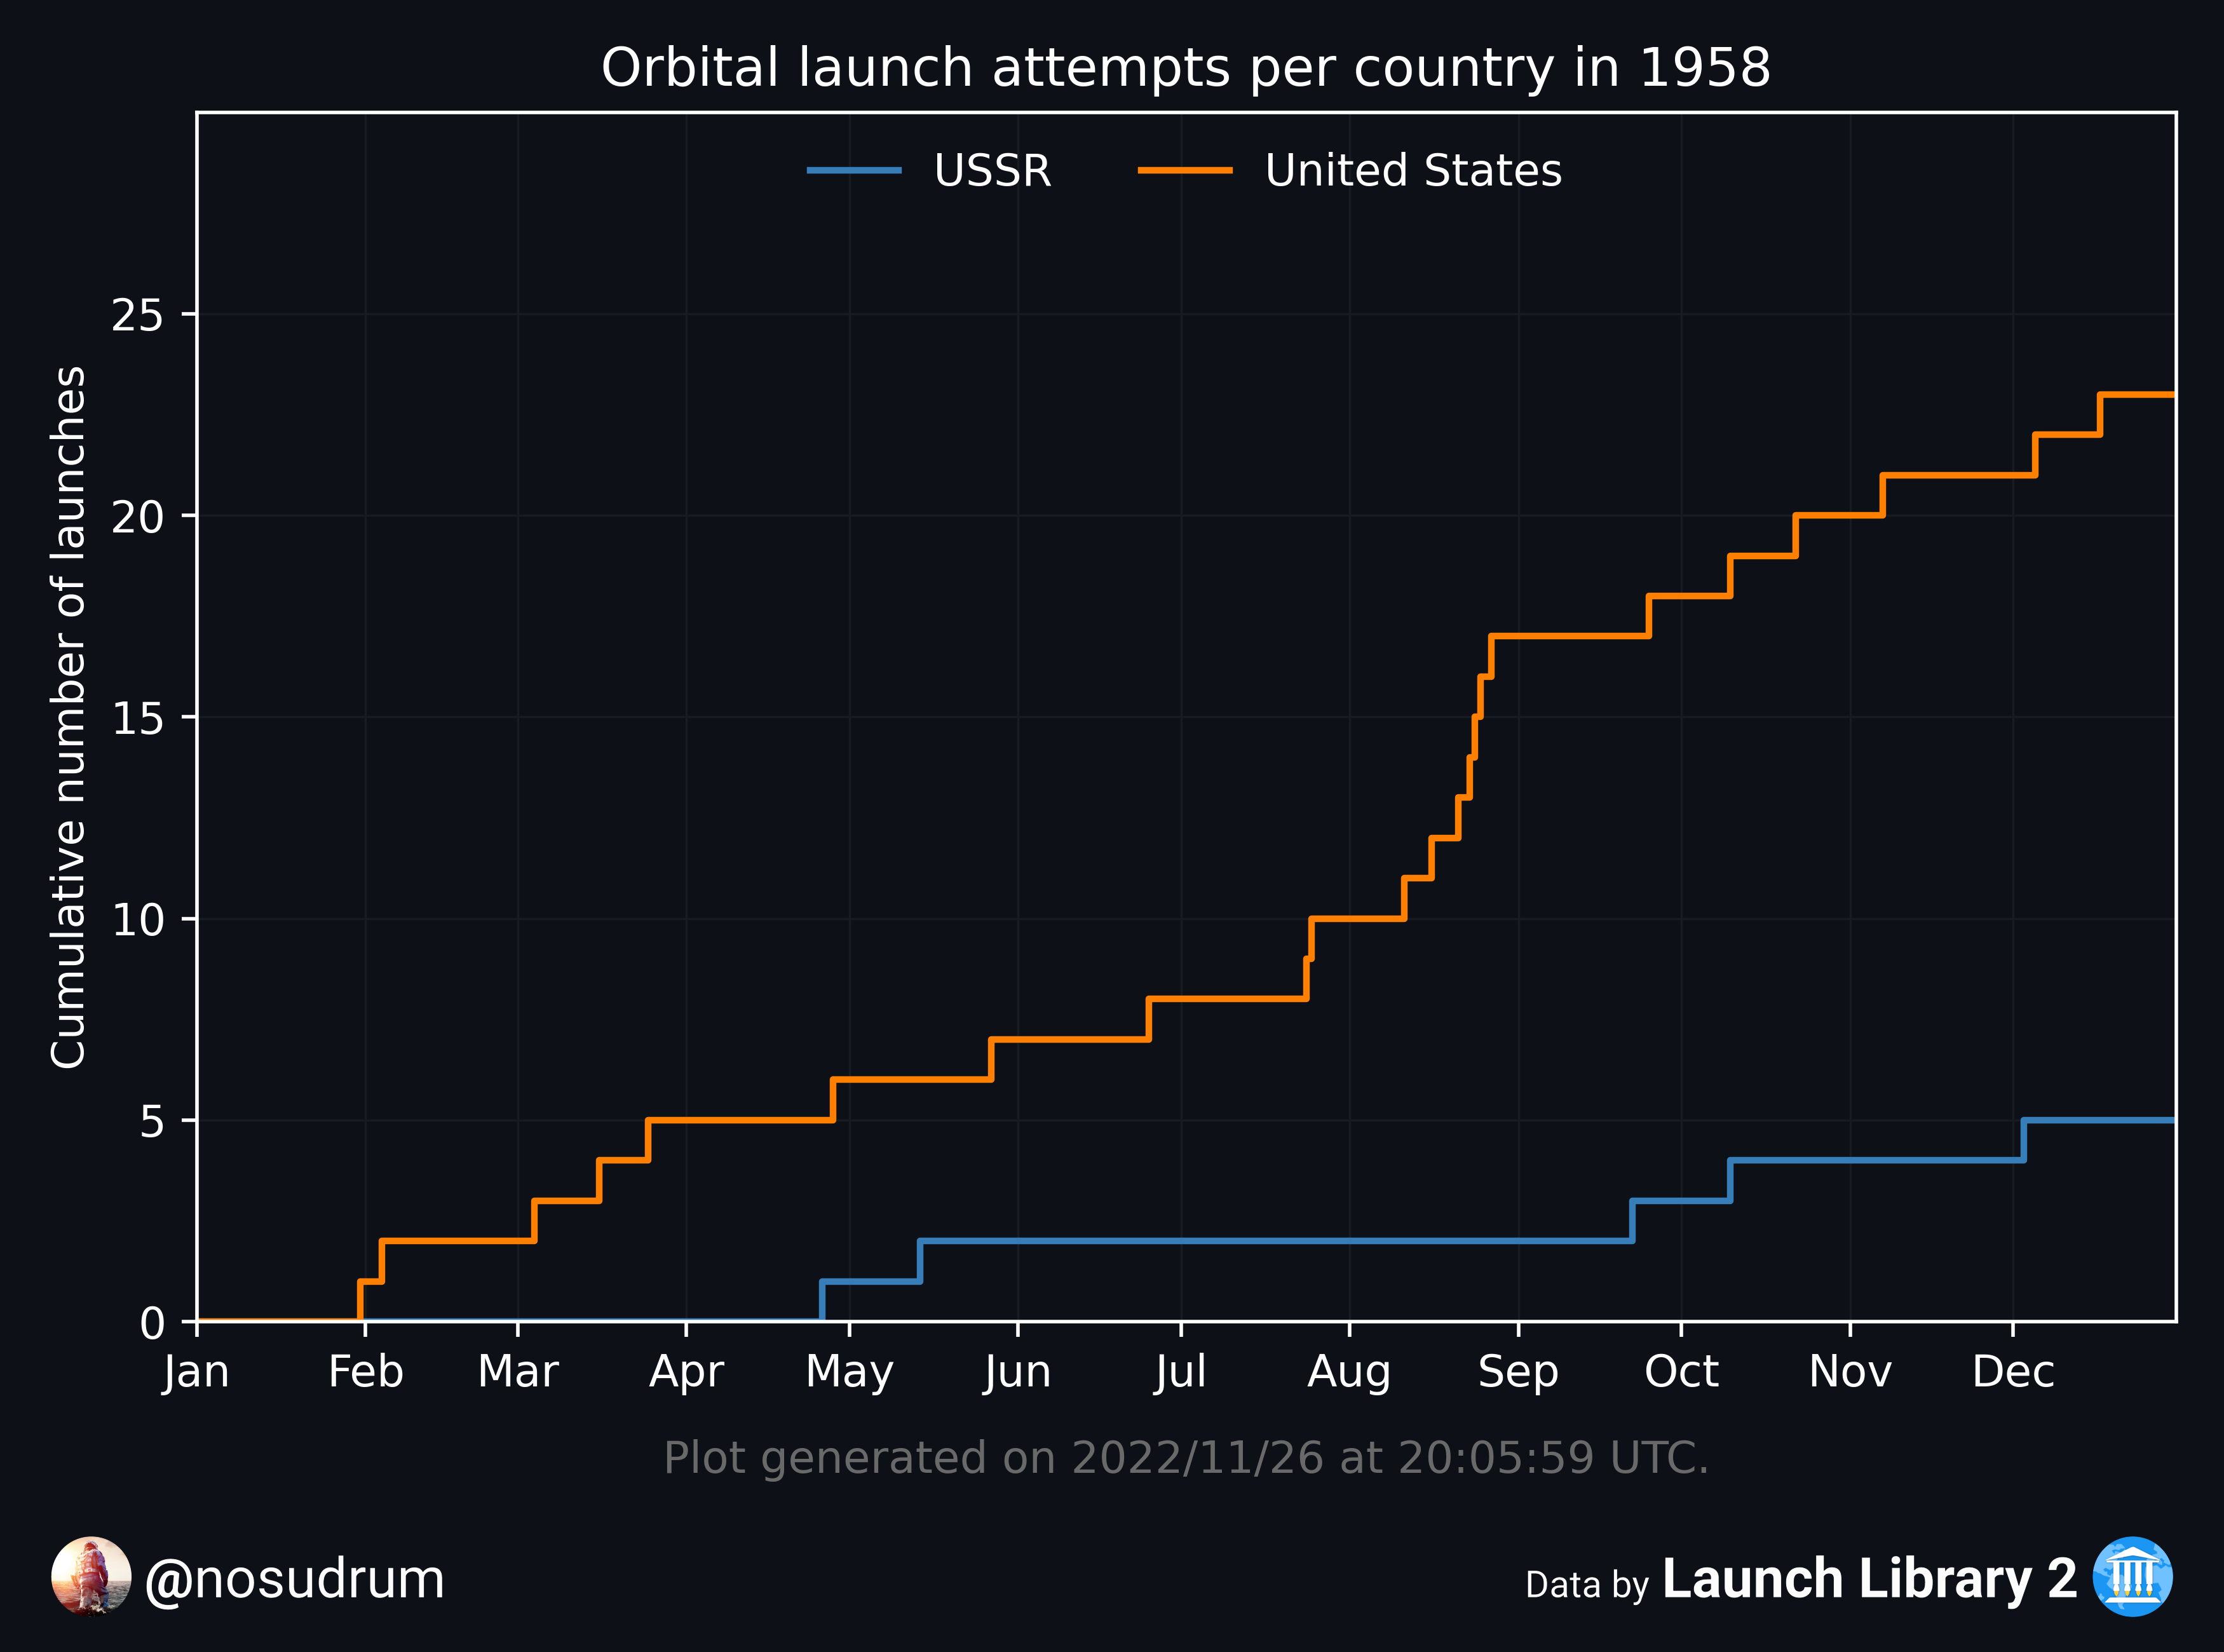 Orbital launch attempts per country in 1958
USSR
United States
Cumulative number of launches
25
20
15
10
5
0
Jan Feb Mar Apr May Jun Jul Aug Sep Oct Nov Dec
Plot generated on 2022/11/26 at 20:05:59 UTC.
@nosudrum
Data by Launch Library 2